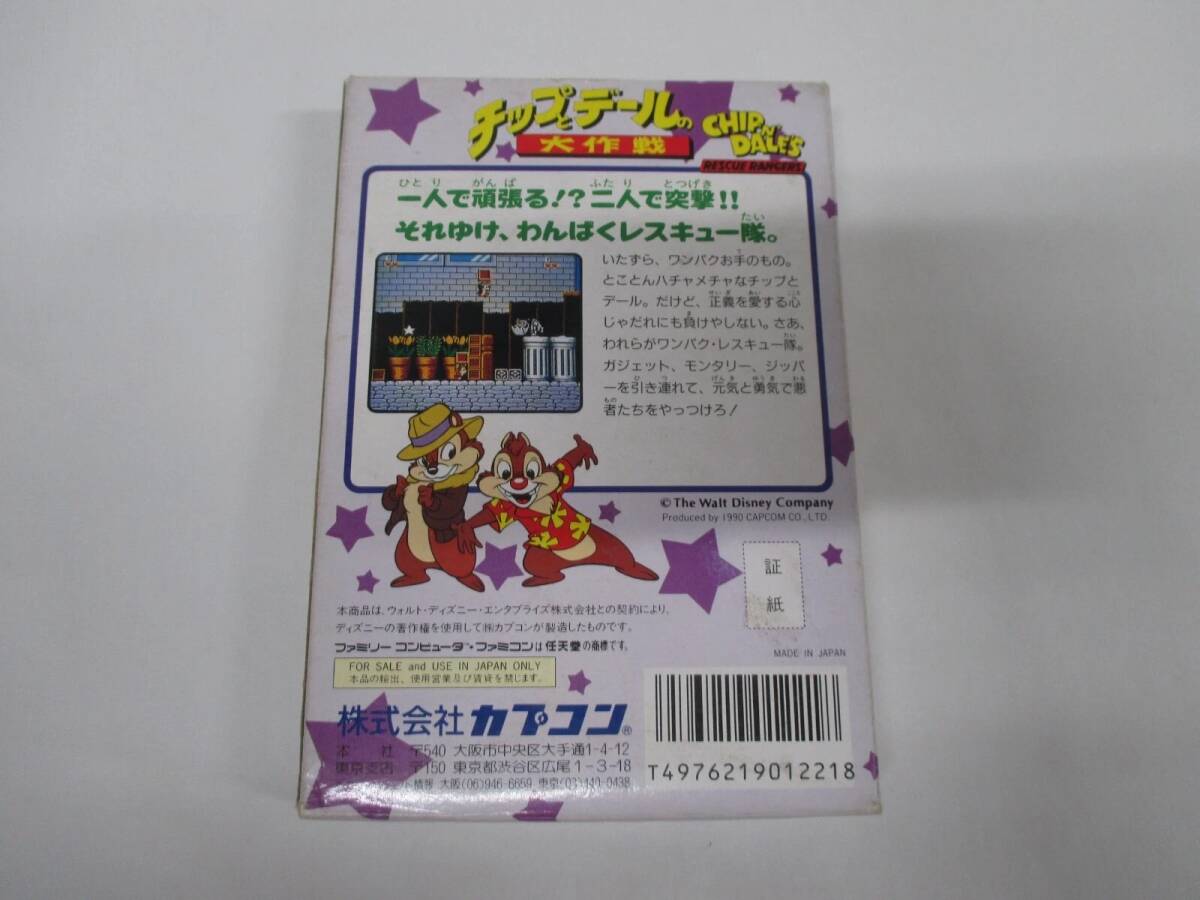 チップとデールの
大作戦
CHIP 'N DALE'S
RESCUE RANGERS
一人で頑張る!?二人で突撃!!
それゆけ、わんぱくレスキュー隊。
いたずら、ワンパクお手のもの。
とことんハチャメチャなチップと
デール。だけど、正義を愛する心
じゃだれにも負けやしない。さあ、
われらがワンパク・レスキュー隊。
ガジェット、モンタリー、ジッパ
ーを引き連れて、元気と勇気で悪
者たちをやっつけろ!
© The Walt Disney Company
Produced by 1990 CAPCOM CO., LTD.
証
紙
本商品は、ウォルト・ディズニー・エンタプライズ株式会社との契約により、
ディズニーの著作権を使用して㈱カプコンが製造したものです。
ファミリー コンピュータ™・ファミコンは任天堂の商標です。
MADE IN JAPAN
FOR SALE and USE IN JAPAN ONLY
本品の輸出、使用営業及び賃貸を禁じます。
株式会社 カプコン®
本 社 〒540 大阪市中央区大手通1-4-12
東京支店 〒150 東京都渋谷区広尾1-3-18
大阪(06)946-6659 東京(03)440-0438
T4976219012218